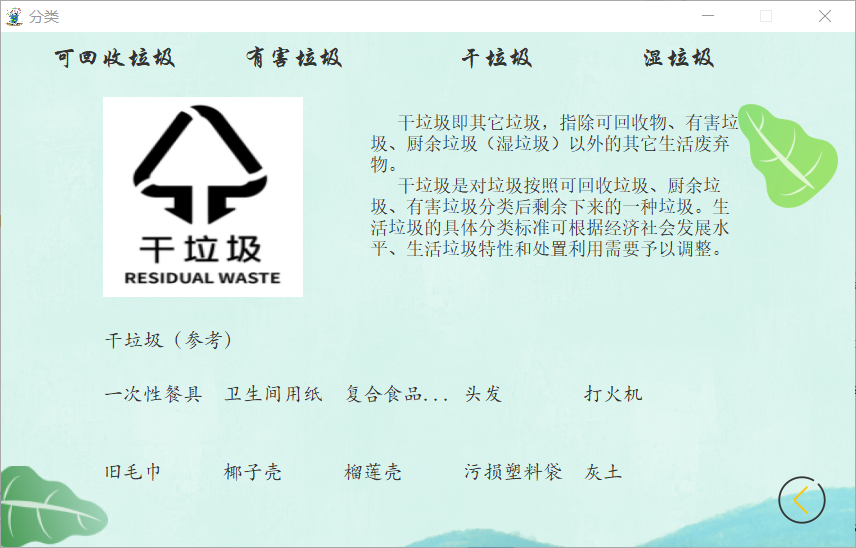 分类
可回收垃圾 有害垃圾 干垃圾 湿垃圾
干垃圾
RESIDUAL WASTE
干垃圾即其它垃圾，指除可回收物、有害垃
圾、厨余垃圾（湿垃圾）以外的其它生活废弃
物。
干垃圾是对垃圾按照可回收垃圾、厨余垃
圾、有害垃圾分类后剩余下来的一种垃圾。生
活垃圾的具体分类标准可根据经济社会发展水
平、生活垃圾特性和处置利用需要予以调整。
干垃圾（参考）
一次性餐具 卫生间用纸 复合食品... 头发 打火机
旧毛巾 椰子壳 榴莲壳 污损塑料袋 灰土